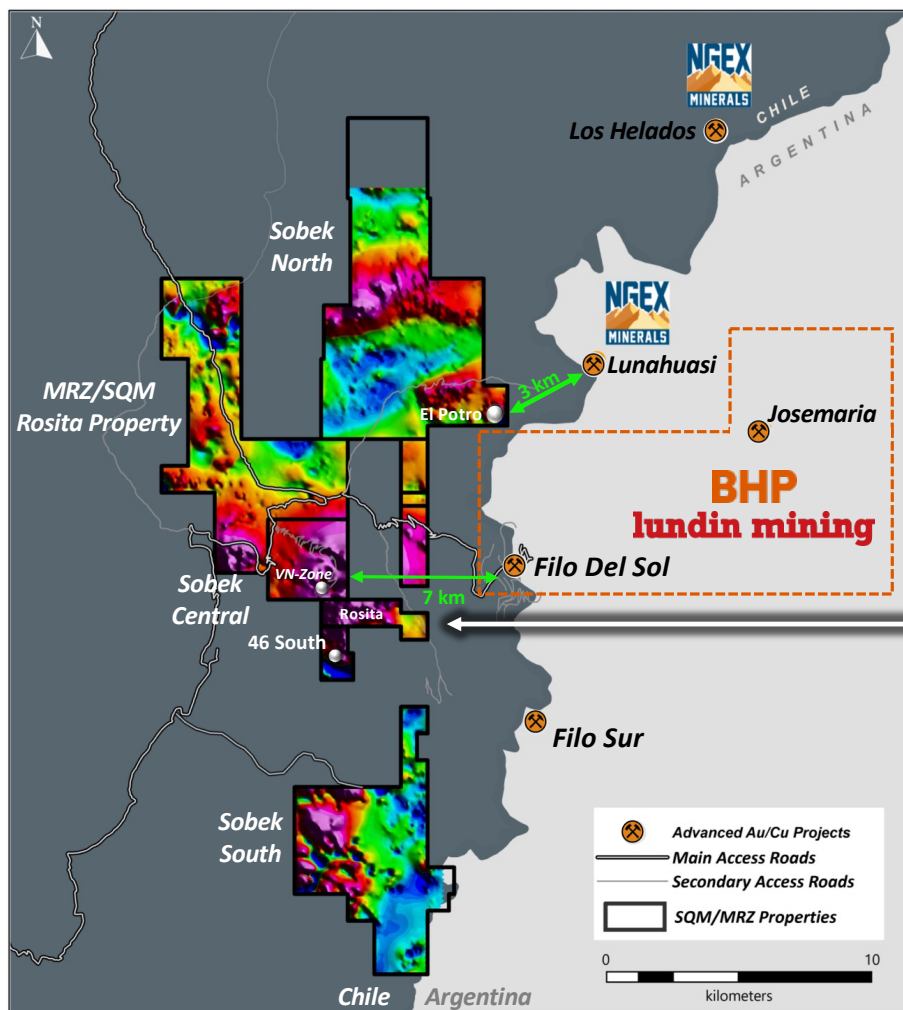 N
NGEX
MINERALS
Los Helados
CHILE
ARGENTINA
Sobek
North
NGEX
MINERALS
Lunahuasi
3 km
MRZ/SQM
Rosita Property
El Potro
Josemaria
BHP
lundin mining
VN-Zone
Filo Del Sol
7 km
Sobek
Central
Rosita
46 South
Filo Sur
Sobek
South
Advanced Au/Cu Projects
Main Access Roads
Secondary Access Roads
SQM/MRZ Properties
0 10
kilometers
Chile Argentina